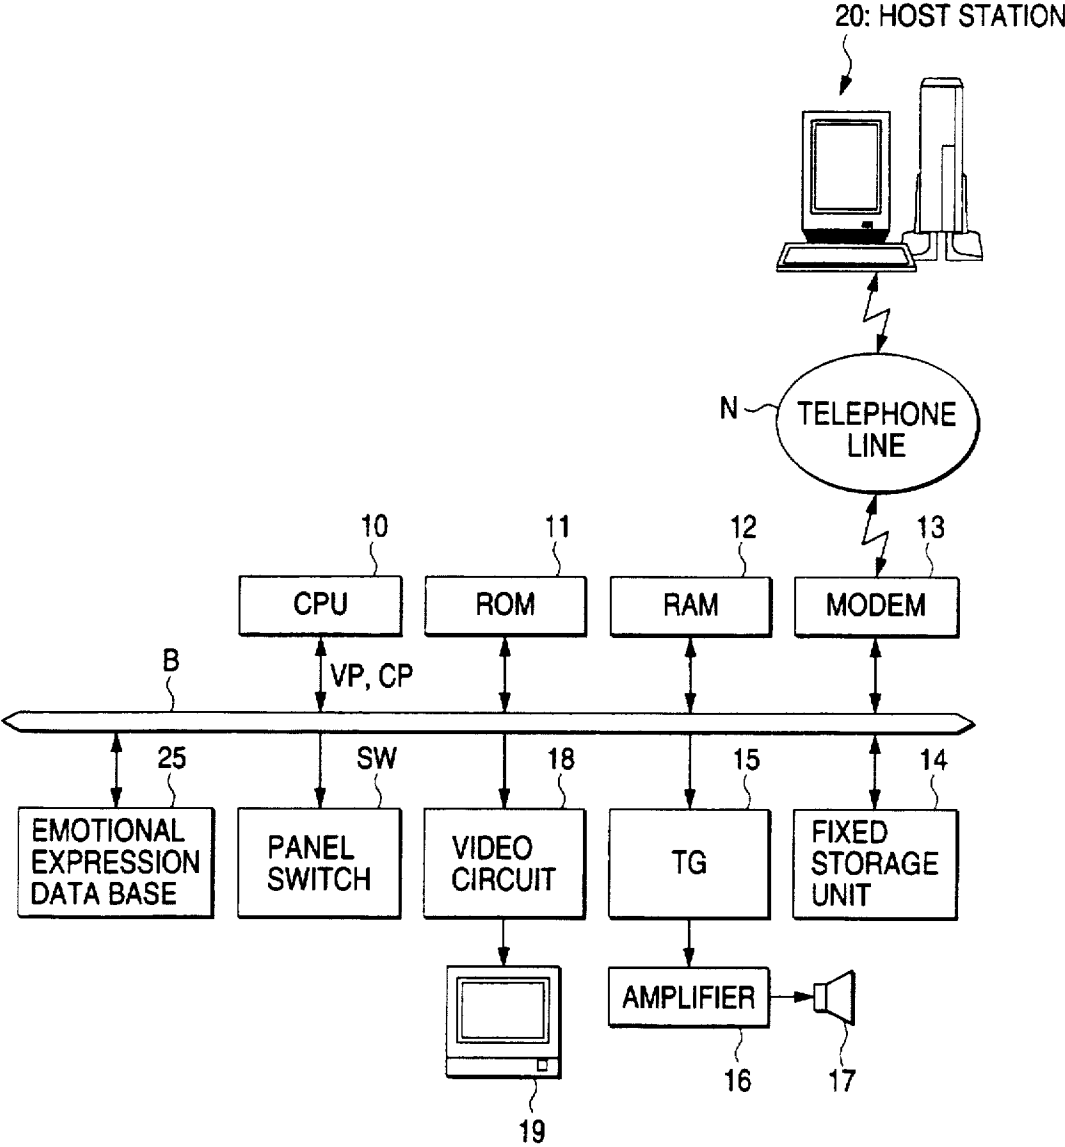 20: HOST STATION
N
TELEPHONE
LINE
10
11
12
13
CPU
ROM
RAM
MODEM
B
VP, CP
25
SW
18
15
14
EMOTIONAL
EXPRESSION
DATA BASE
PANEL
SWITCH
VIDEO
CIRCUIT
TG
FIXED
STORAGE
UNIT
AMPLIFIER
16
17
19